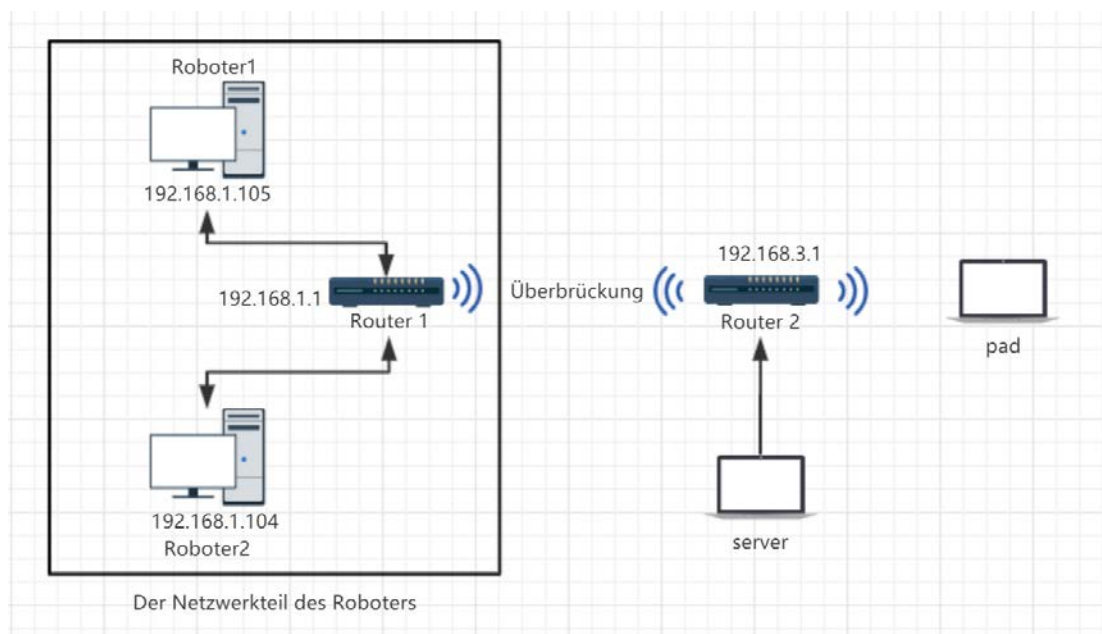 Roboter1
192.168.1.105
192.168.1.1
Router 1
192.168.1.104
Roboter2
Der Netzwerkteil des Roboters
Überbrückung
192.168.3.1
Router 2
pad
server